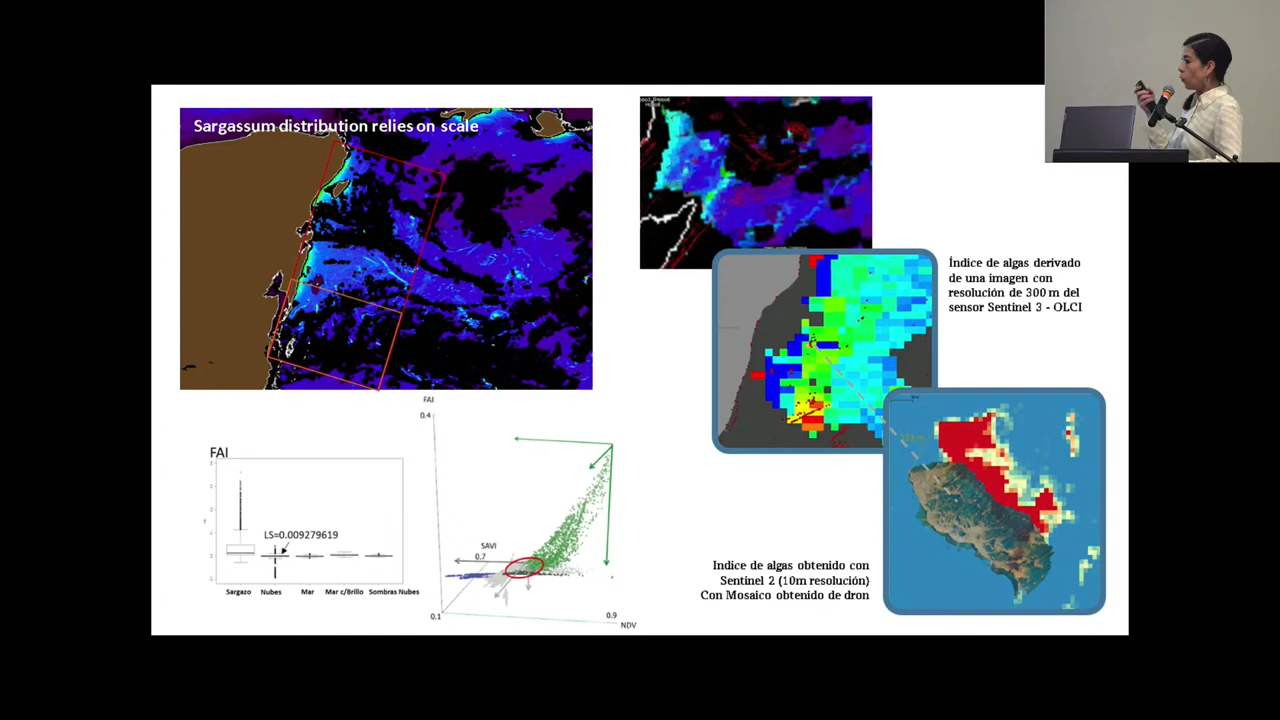 Sargassum distribution relies on scale
Índice de algas derivado
de una imagen con
resolución de 300 m del
sensor Sentinel 3 - OLCI
FAI
0.4
FAI
LS=0.009279619
Sargazo
Nubes
Mar
Mar c/Brillo
Sombras Nubes
SAVI
0.7
0.1
0.9
NDV
Indice de algas obtenido con
Sentinel 2 (10m resolución)
Con Mosaico obtenido de dron